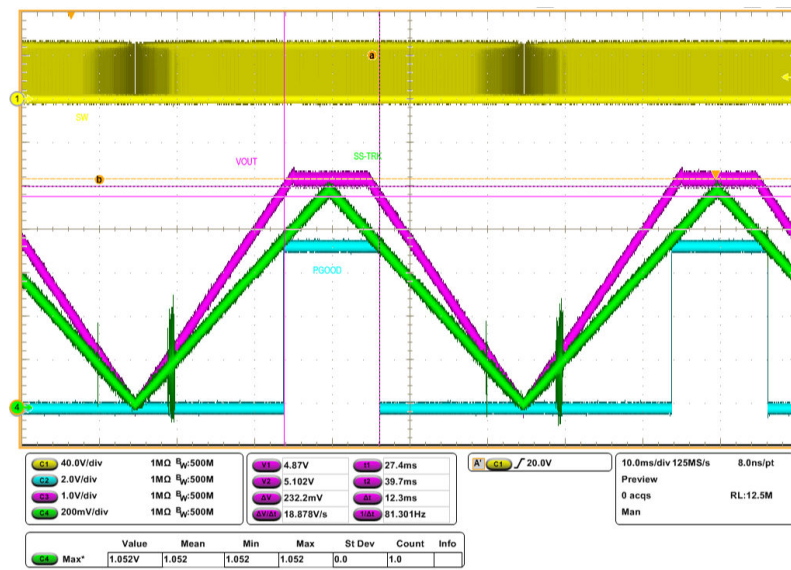 a
1
SW
VOUT
SS-TRK
b
PGOOD
4
C1 40.0V/div 1MΩ BW:500M
C2 2.0V/div 1MΩ BW:500M
C3 1.0V/div 1MΩ BW:500M
C4 200mV/div 1MΩ BW:500M
V1 4.87V t1 27.4ms
V2 5.102V t2 39.7ms
ΔV 232.2mV Δt 12.3ms
ΔV/Δt 18.878V/s 1/Δt 81.301Hz
A' C1 20.0V
10.0ms/div 125MS/s 8.0ns/pt
Preview
0 acqs RL:12.5M
Man
Value Mean Min Max St Dev Count Info
C4 Max* 1.052V 1.052 1.052 1.052 0.0 1.0